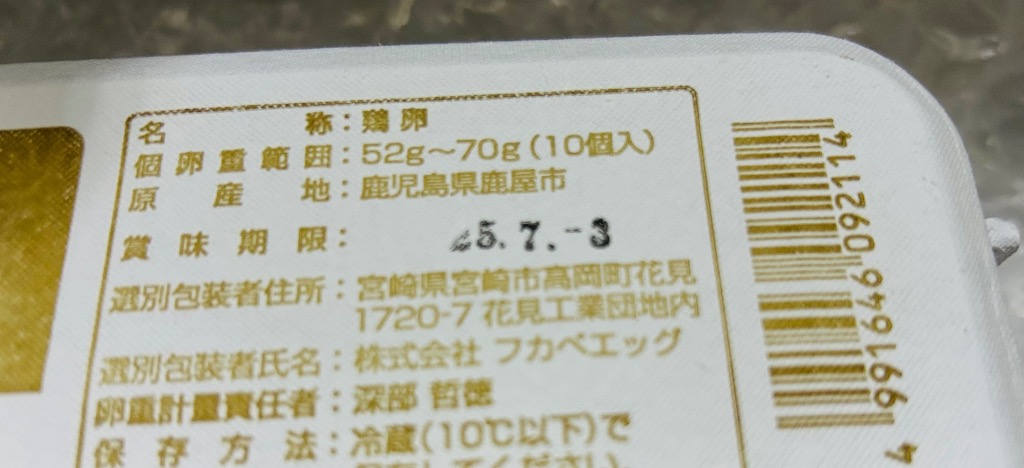 名 称：鶏卵
個卵重範囲：52g～70g（10個入）
原 産 地：鹿児島県鹿屋市
賞味期限： 25.7.-3
選別包装者住所：宮崎県宮崎市高岡町花見
1720-7 花見工業団地内
選別包装者氏名：株式会社 フカベエッグ
卵重計量責任者：深部 哲徳
保存方法：冷蔵（10℃以下）で
4 991646 092114